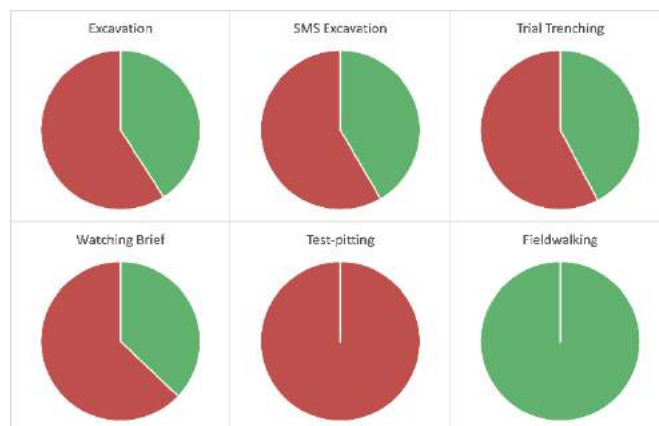 Excavation
SMS Excavation
Trial Trenching
Watching Brief
Test-pitting
Fieldwalking